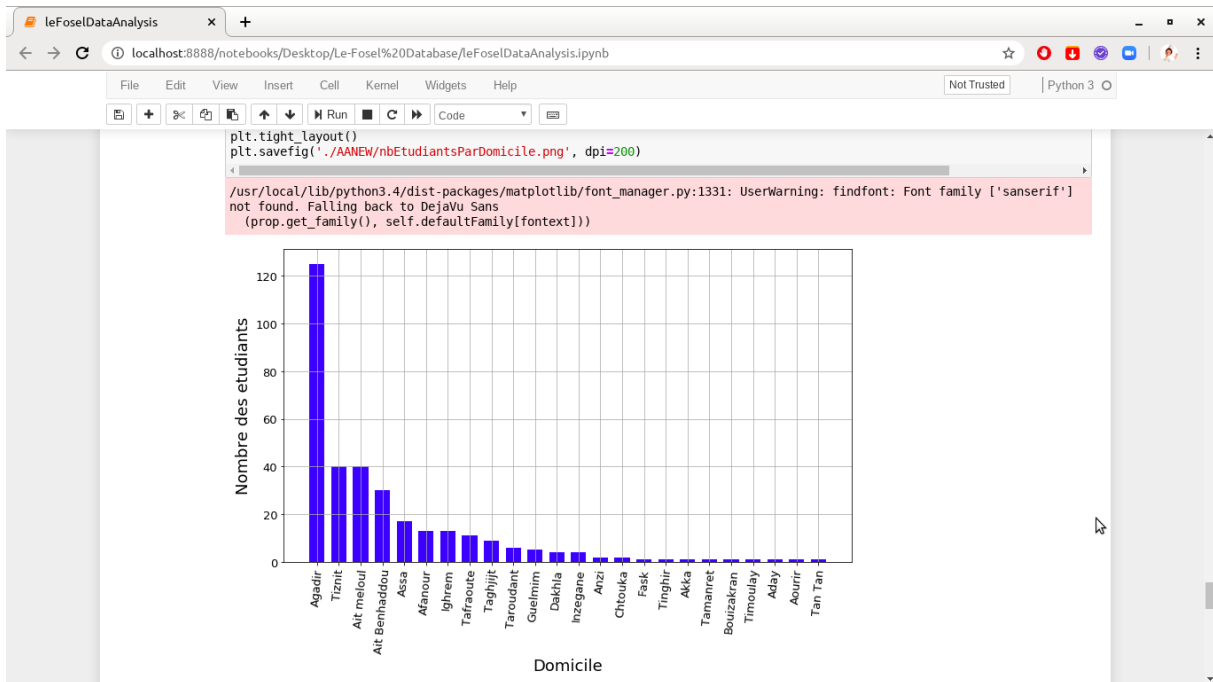 leFoselDataAnalysis
localhost:8888/notebooks/Desktop/Le-Fosel%20Database/leFoselDataAnalysis.ipynb
File Edit View Insert Cell Kernel Widgets Help Not Trusted Python 3
Run Code
plt.tight_layout()
plt.savefig('./AANEW/nbEtudiantsParDomicile.png', dpi=200)
/usr/local/lib/python3.4/dist-packages/matplotlib/font_manager.py:1331: UserWarning: findfont: Font family ['sanserif']
not found. Falling back to DejaVu Sans
(prop.get_family(), self.defaultFamily[fontext]))
Nombre des etudiants
120
100
80
60
40
20
0
Agadir
Tiznit
Ait meloul
Ait Benhaddou
Assa
Afanour
Ighrem
Tafraoute
Taghjijt
Taroudant
Guelmim
Dakhla
Inzegane
Anzi
Chtouka
Fask
Tinghir
Akka
Tamanret
Bouizakran
Timoulay
Aday
Aourir
Tan Tan
Domicile